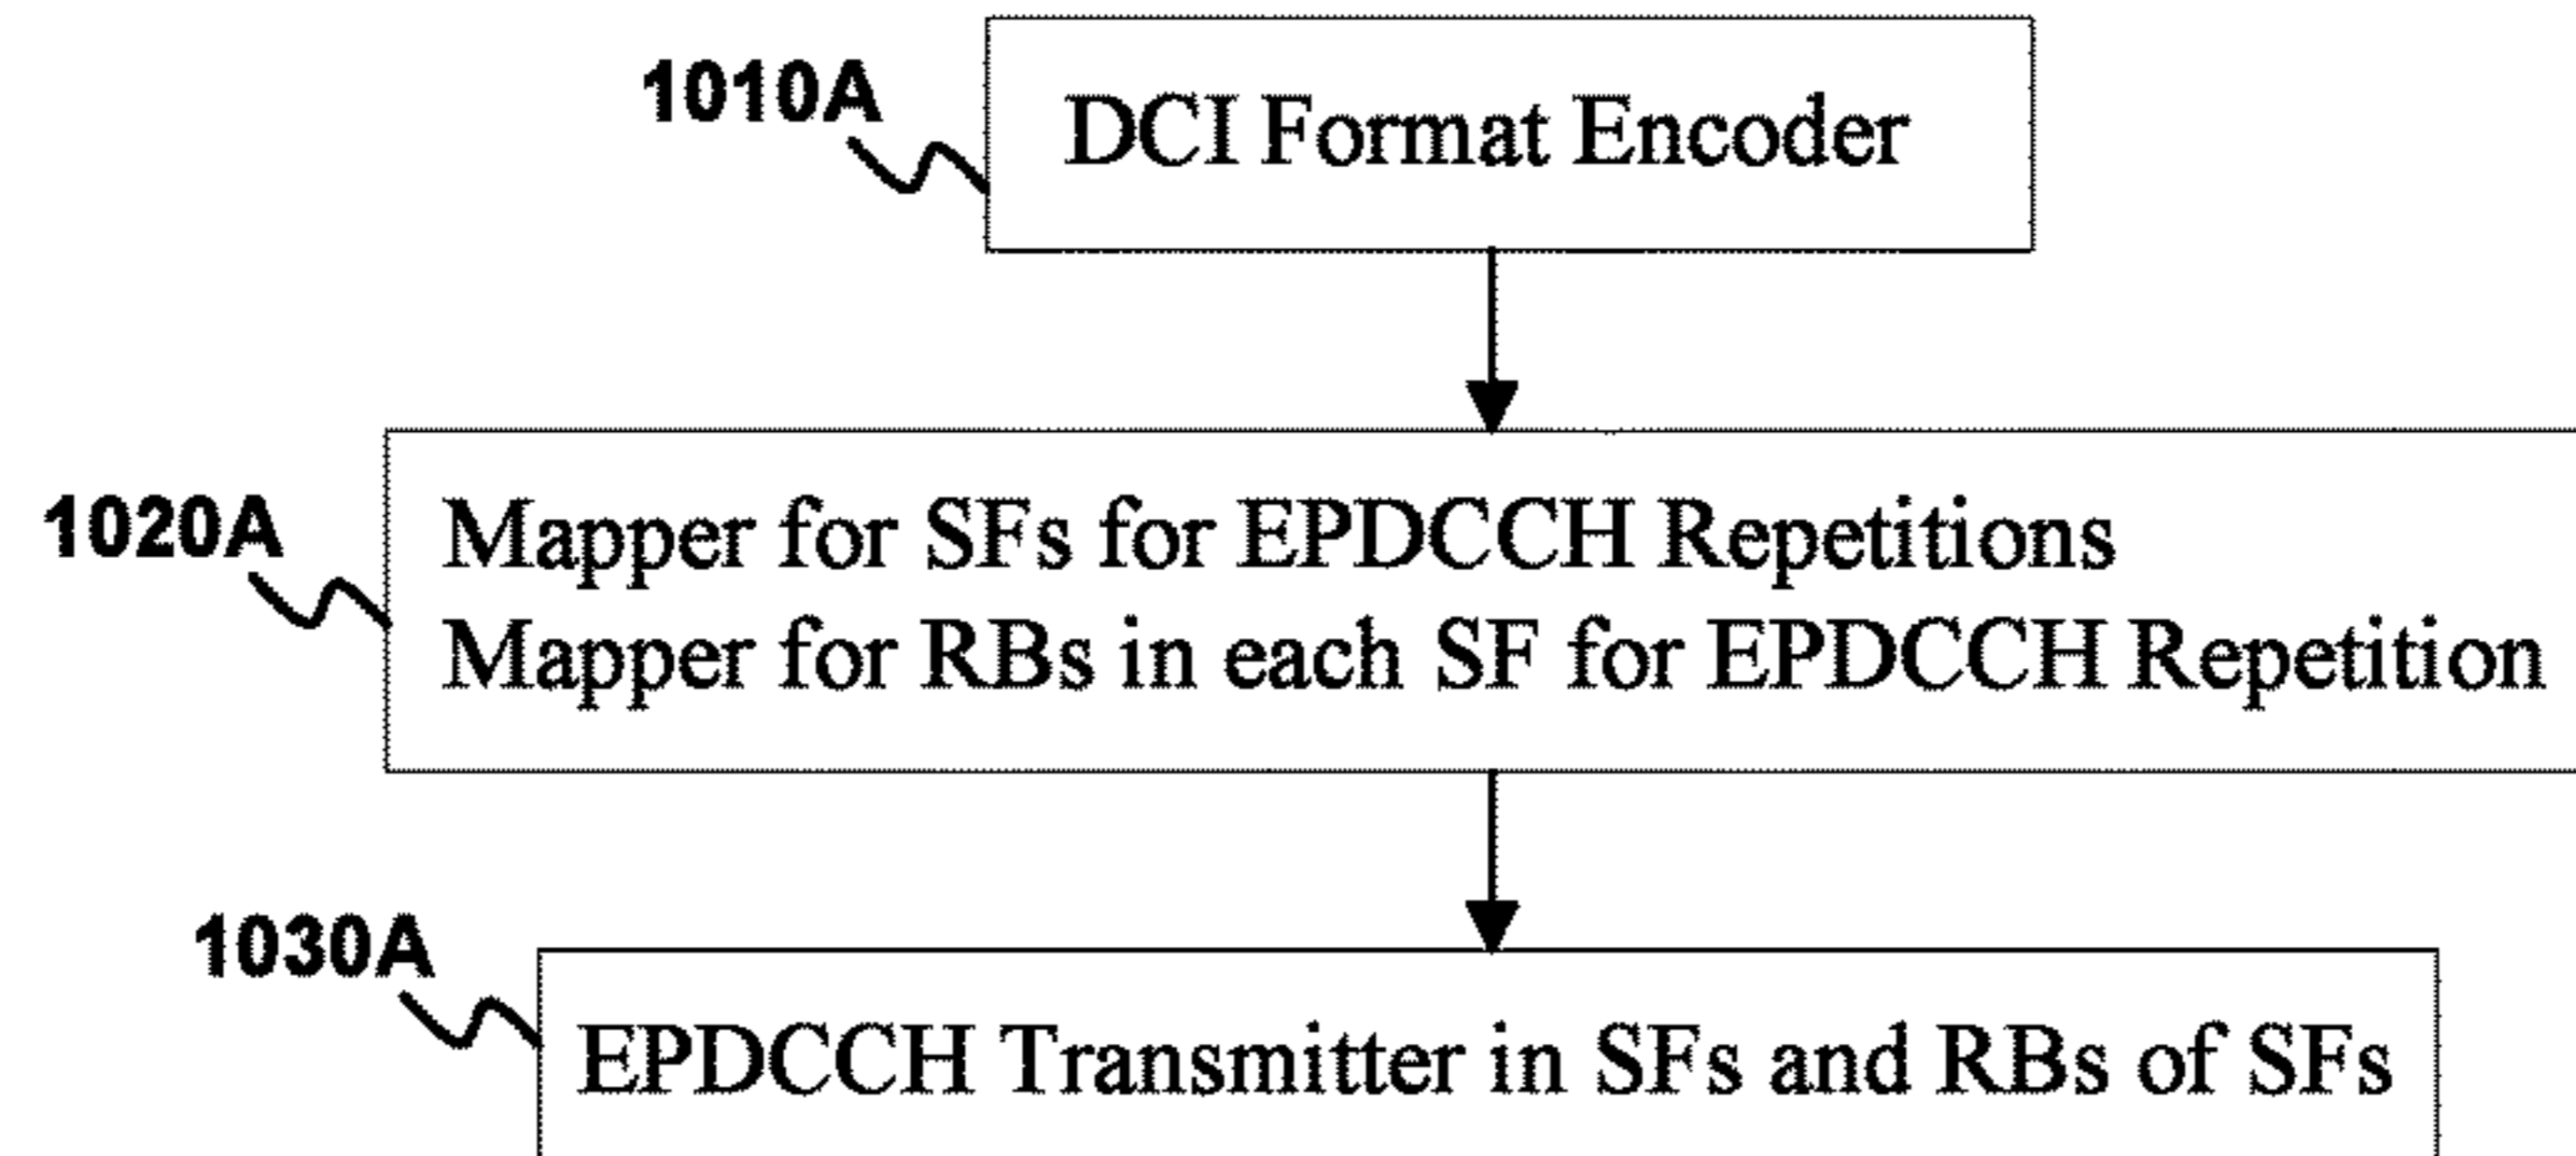 1010A
DCI Format Encoder
1020A
Mapper for SFs for EPDCCH Repetitions
Mapper for RBs in each SF for EPDCCH Repetition
1030A
EPDCCH Transmitter in SFs and RBs of SFs